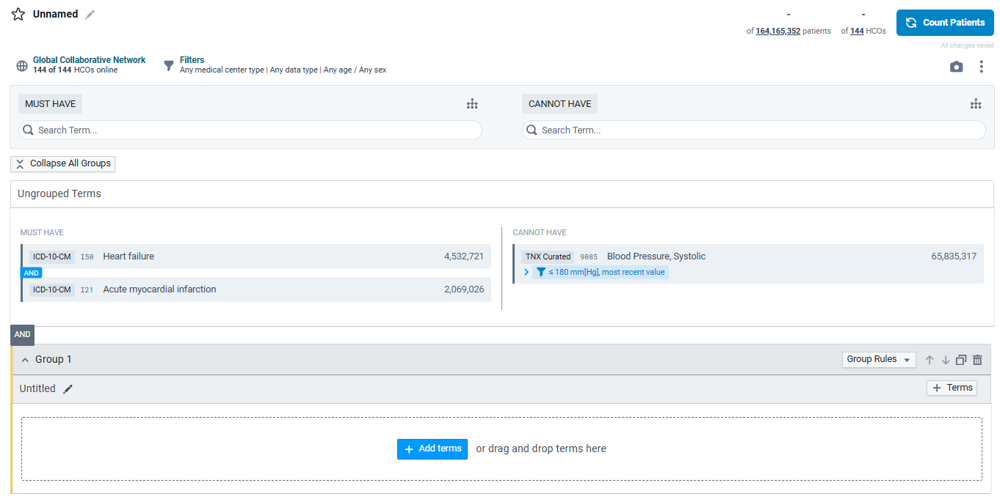 Unnamed
- -
of 164,165,352 patients of 144 HCOs
Count Patients
All changes saved
Global Collaborative Network
144 of 144 HCOs online
Filters
Any medical center type | Any data type | Any age / Any sex
MUST HAVE
Search Term...
CANNOT HAVE
Search Term...
Collapse All Groups
Ungrouped Terms
MUST HAVE
ICD-10-CM I50 Heart failure 4,532,721
AND
ICD-10-CM I21 Acute myocardial infarction 2,069,026
CANNOT HAVE
TNX Curated 9085 Blood Pressure, Systolic 65,835,317
≤ 180 mm[Hg], most recent value
AND
Group 1 Group Rules
Untitled + Terms
+ Add terms or drag and drop terms here